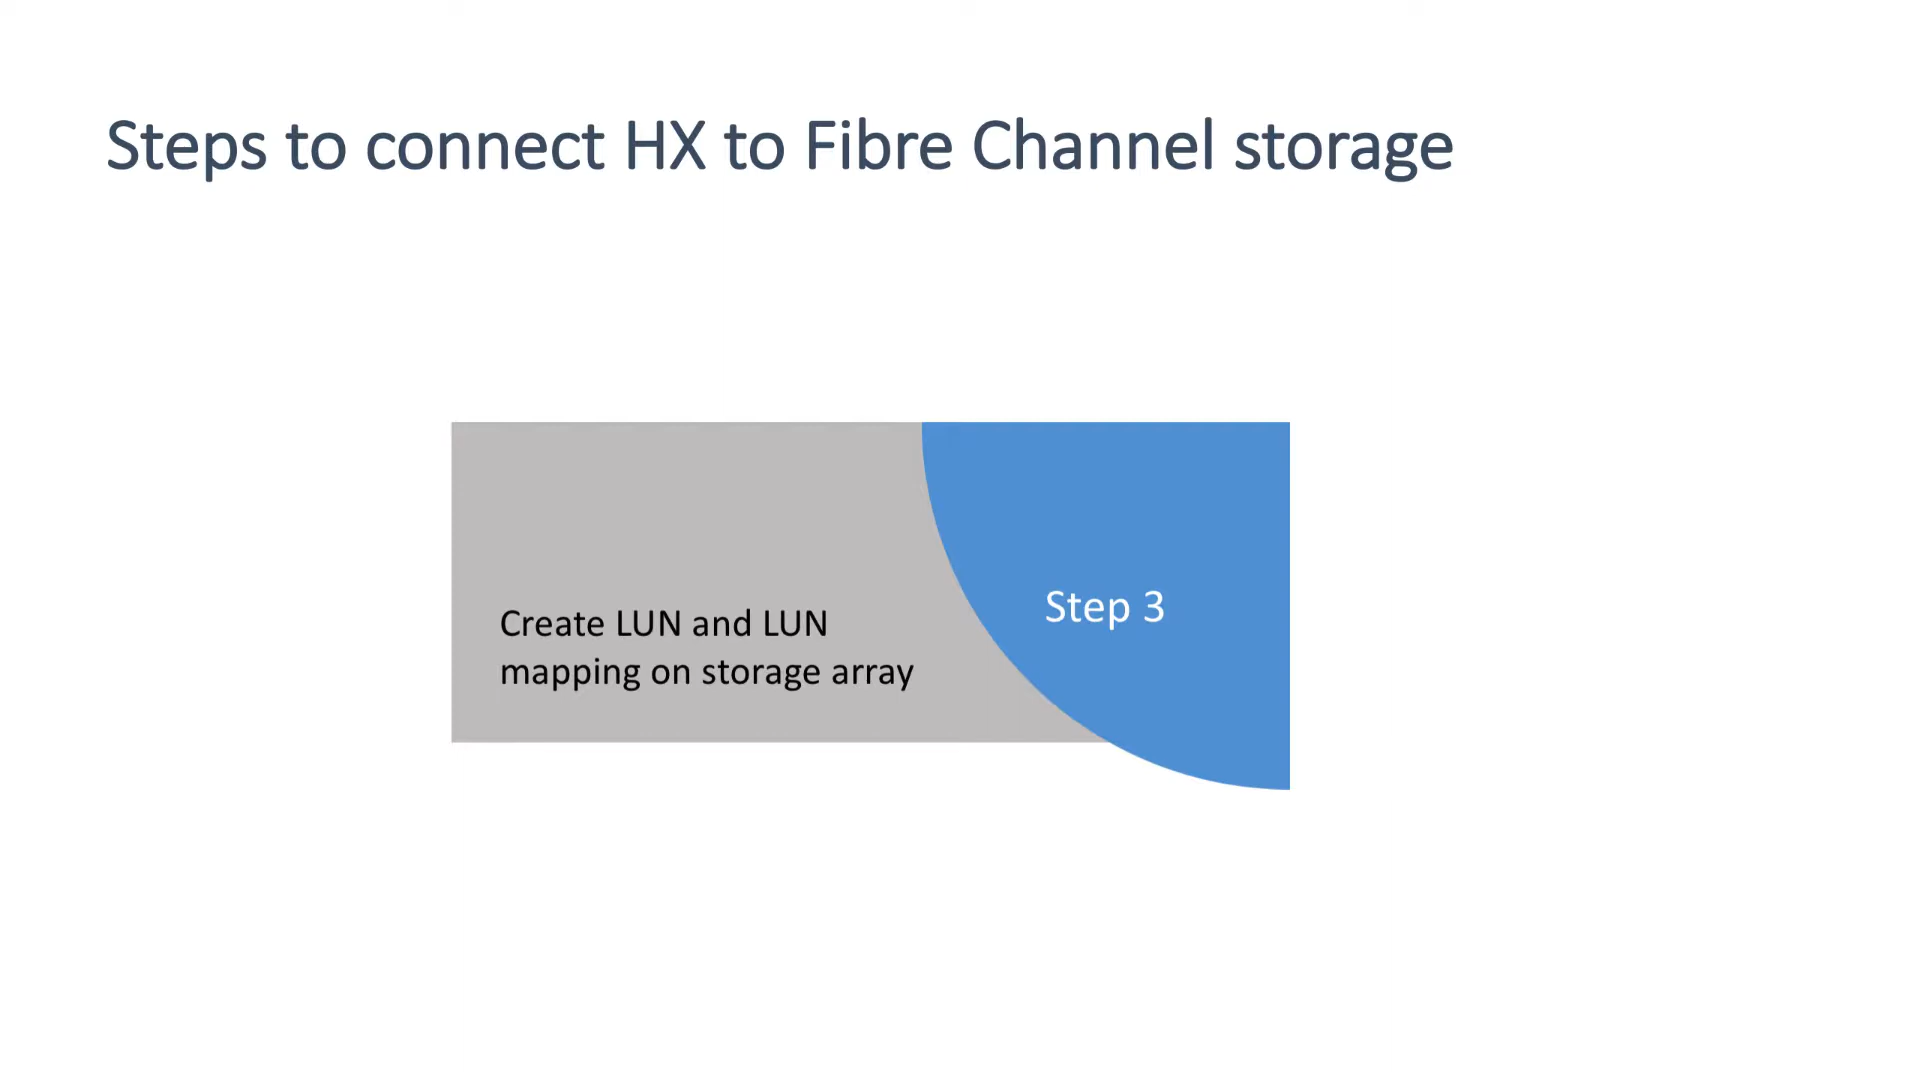 Steps to connect HX to Fibre Channel storage
Create LUN and LUN
mapping on storage array
Step 3